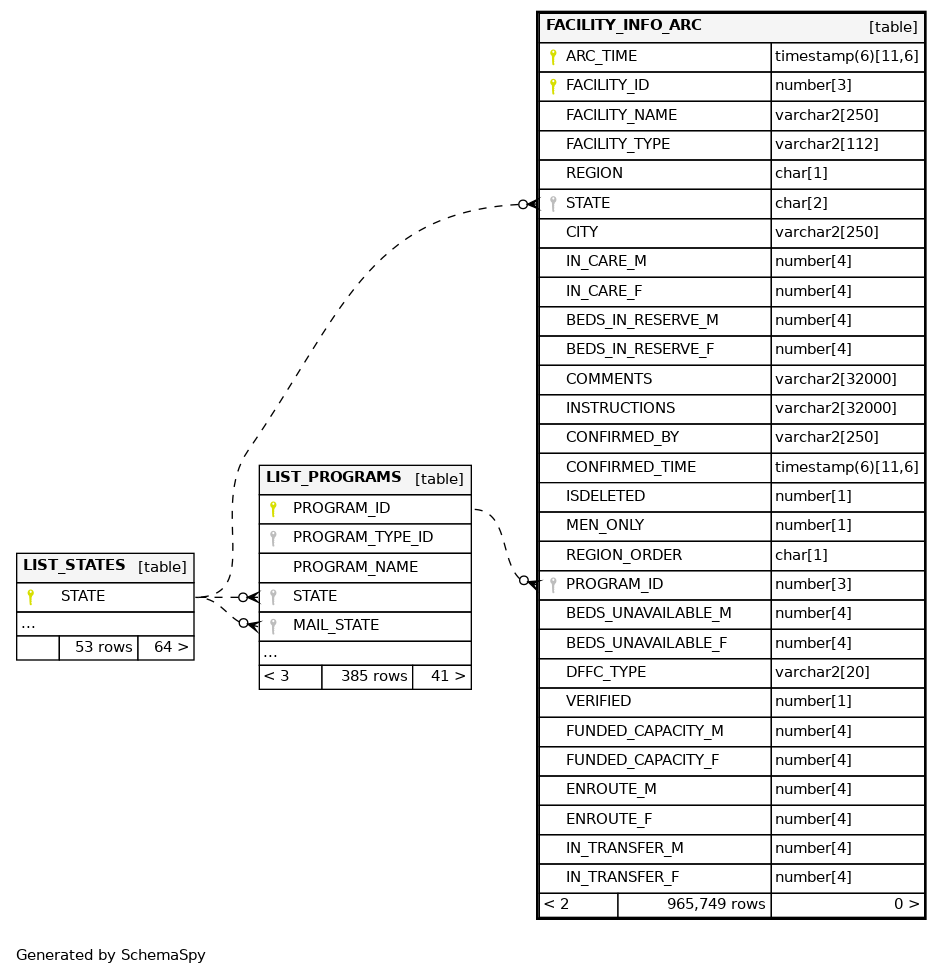 FACILITY_INFO_ARC [table]
ARC_TIME timestamp(6)[11,6]
FACILITY_ID number[3]
FACILITY_NAME varchar2[250]
FACILITY_TYPE varchar2[112]
REGION char[1]
STATE char[2]
CITY varchar2[250]
IN_CARE_M number[4]
IN_CARE_F number[4]
BEDS_IN_RESERVE_M number[4]
BEDS_IN_RESERVE_F number[4]
COMMENTS varchar2[32000]
INSTRUCTIONS varchar2[32000]
CONFIRMED_BY varchar2[250]
CONFIRMED_TIME timestamp(6)[11,6]
ISDELETED number[1]
MEN_ONLY number[1]
REGION_ORDER char[1]
PROGRAM_ID number[3]
BEDS_UNAVAILABLE_M number[4]
BEDS_UNAVAILABLE_F number[4]
DFFC_TYPE varchar2[20]
VERIFIED number[1]
FUNDED_CAPACITY_M number[4]
FUNDED_CAPACITY_F number[4]
ENROUTE_M number[4]
ENROUTE_F number[4]
IN_TRANSFER_M number[4]
IN_TRANSFER_F number[4]
< 2 965,749 rows 0 >
LIST_PROGRAMS [table]
PROGRAM_ID
PROGRAM_TYPE_ID
PROGRAM_NAME
STATE
MAIL_STATE
...
< 3 385 rows 41 >
LIST_STATES [table]
STATE
...
53 rows 64 >
Generated by SchemaSpy